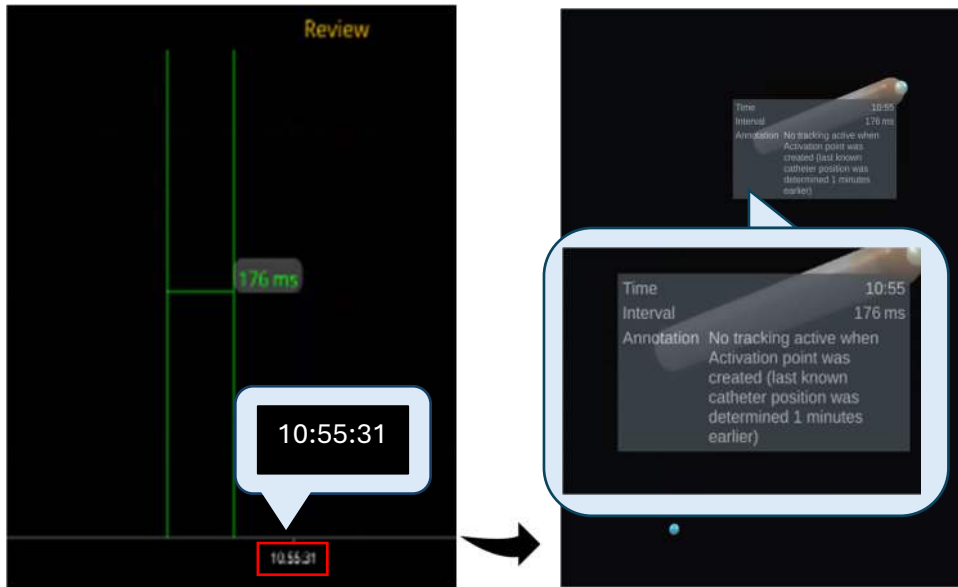 Review
176 ms
10:55:31
10:55:31
Time 10:55
Interval 176 ms
Annotation No tracking active when
Activation point was
created (last known
catheter position was
determined 1 minutes
earlier)
Time 10:55
Interval 176 ms
Annotation No tracking active when
Activation point was
created (last known
catheter position was
determined 1 minutes
earlier)